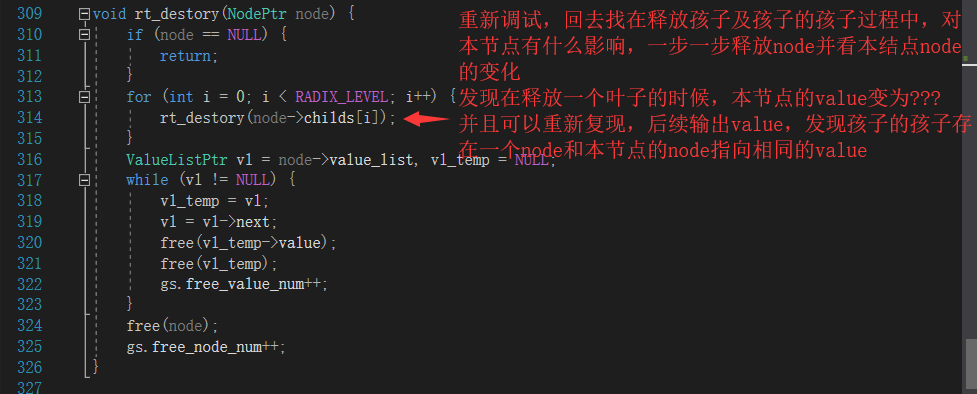 309 void rt_destory(NodePtr node) {
310 if (node == NULL) {
311 return;
312 }
313 for (int i = 0; i < RADIX_LEVEL; i++) {
314 rt_destory(node->childs[i]);
315 }
316 ValueListPtr vl = node->value_list, vl_temp = NULL;
317 while (vl != NULL) {
318 vl_temp = vl;
319 vl = vl->next;
320 free(vl_temp->value);
321 free(vl_temp);
322 gs.free_value_num++;
323 }
324 free(node);
325 gs.free_node_num++;
326 }
327
重新调试，回去找在释放孩子及孩子的孩子过程中，对
本节点有什么影响，一步一步释放node并看本结点node
的变化
发现在释放一个叶子的时候，本节点的value变为???
并且可以重新复现，后续输出value，发现孩子的孩子存
在一个node和本节点的node指向相同的value